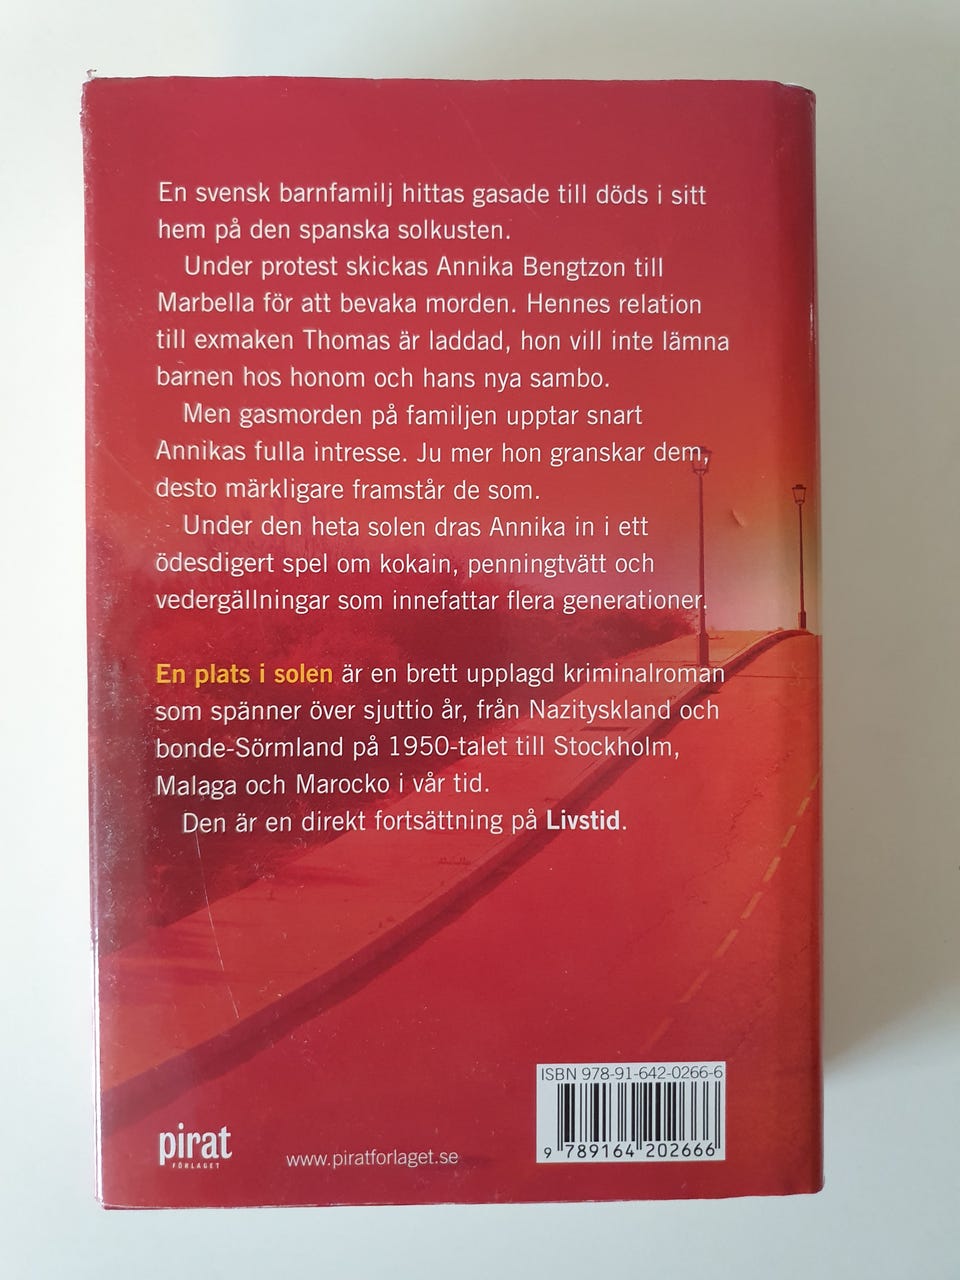 En svensk barnfamilj hittas gasade till döds i sitt
hem på den spanska solkusten.
Under protest skickas Annika Bengtzon till
Marbella för att bevaka morden. Hennes relation
till exmaken Thomas är laddad, hon vill inte lämna
barnen hos honom och hans nya sambo.
Men gasmorden på familjen upptar snart
Annikas fulla intresse. Ju mer hon granskar dem,
desto märkligare framstår de som.
Under den heta solen dras Annika in i ett
ödesdigert spel om kokain, penningtvätt och
vedergällningar som innefattar flera generationer.
En plats i solen är en brett upplagd kriminalroman
som spänner över sjuttio år, från Nazityskland och
bonde-Sörmland på 1950-talet till Stockholm,
Malaga och Marocko i vår tid.
Den är en direkt fortsättning på Livstid.
ISBN 978-91-642-0266-6
9 789164 202666
pirat
FÖRLAGET
www.piratforlaget.se